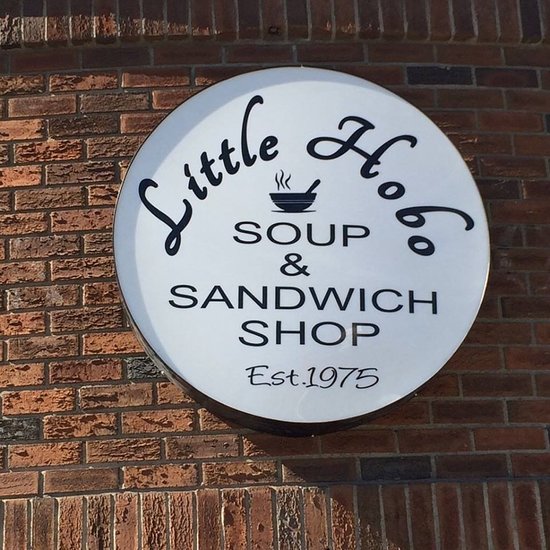 Little Hobo
SOUP
&
SANDWICH
SHOP
Est.1975